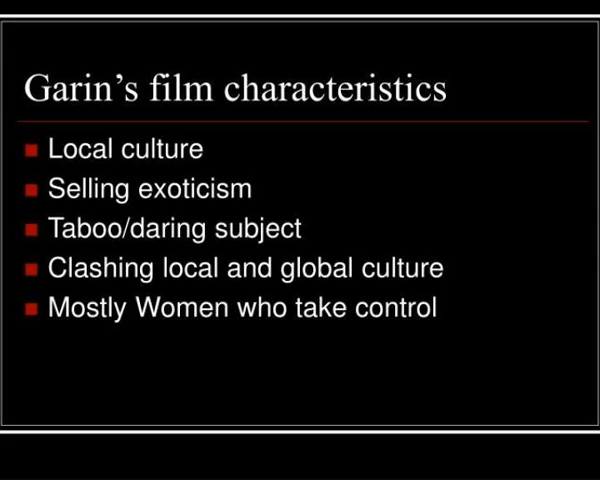 Garin’s film characteristics
Local culture
Selling exoticism
Taboo/daring subject
Clashing local and global culture
Mostly Women who take control